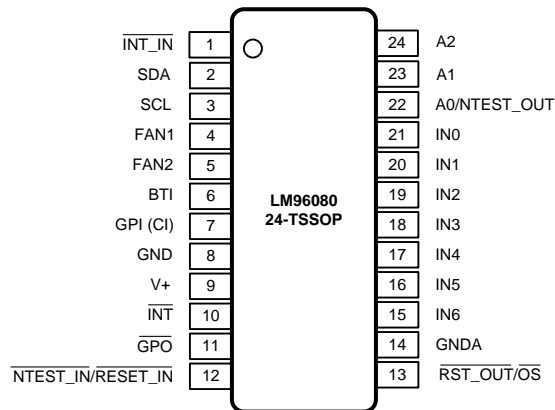 INT_IN 1 24 A2
SDA 2 23 A1
SCL 3 22 A0/NTEST_OUT
FAN1 4 21 IN0
FAN2 5 20 IN1
BTI 6 19 IN2
LM96080
24-TSSOP
GPI (CI) 7 18 IN3
GND 8 17 IN4
V+ 9 16 IN5
INT 10 15 IN6
GPO 11 14 GNDA
NTEST_IN/RESET_IN 12 13 RST_OUT/OS